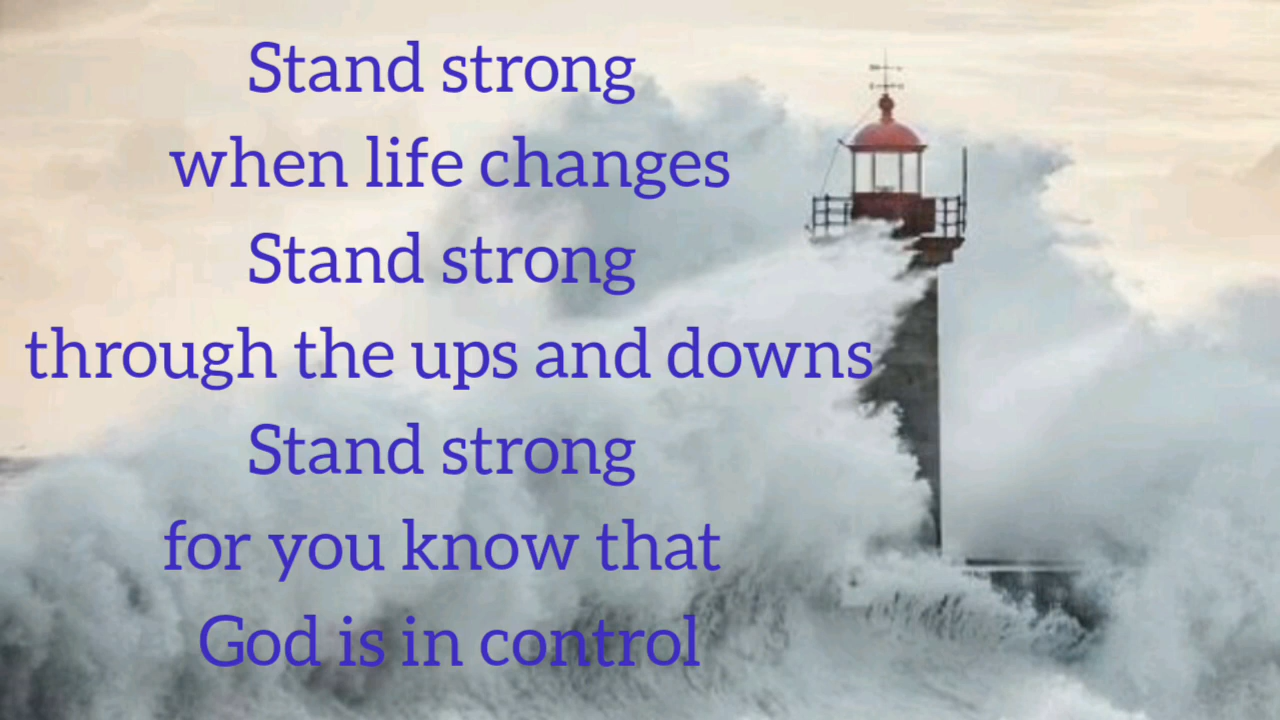 Stand strong
when life changes
Stand strong
through the ups and downs
Stand strong
for you know that
God is in control